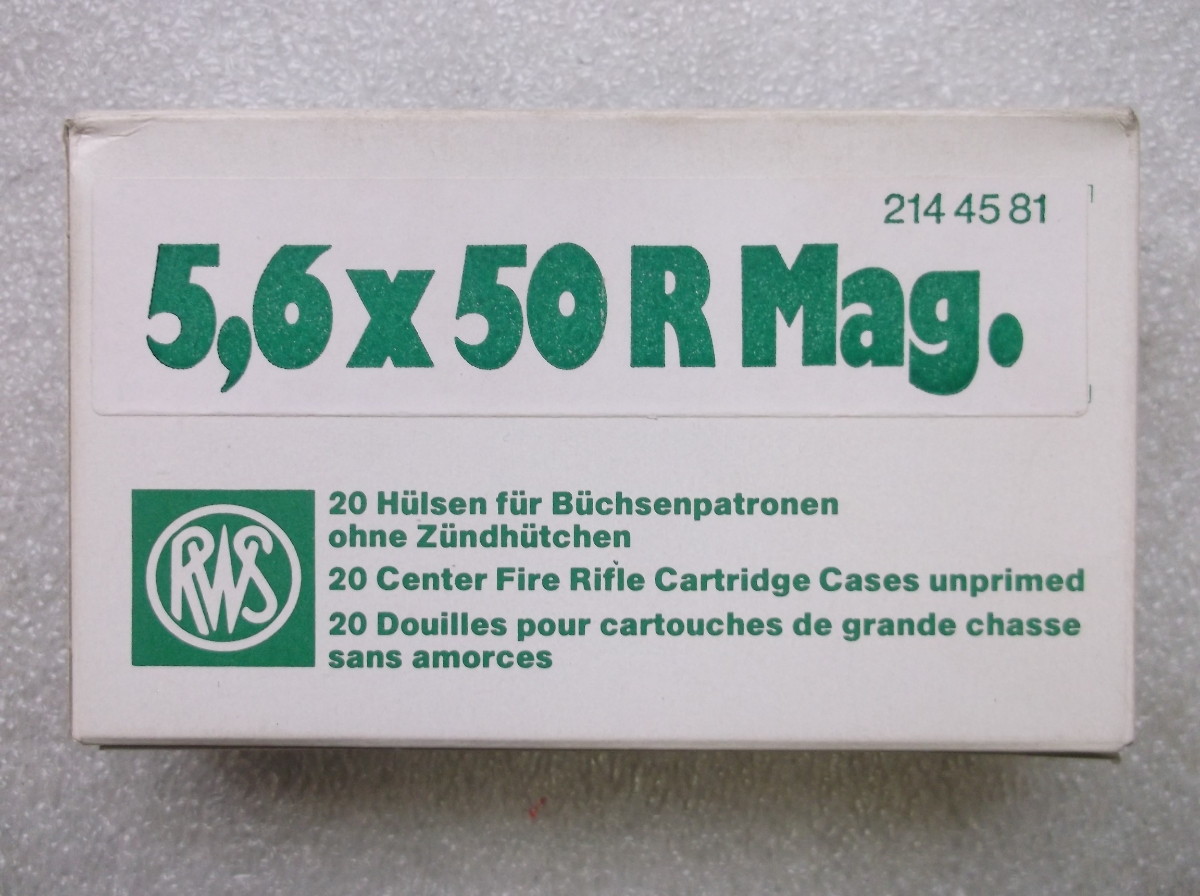 214 45 81
5,6 x 50 R Mag.
RWS
20 Hülsen für Büchsenpatronen
ohne Zündhütchen
20 Center Fire Rifle Cartridge Cases unprimed
20 Douilles pour cartouches de grande chasse
sans amorces